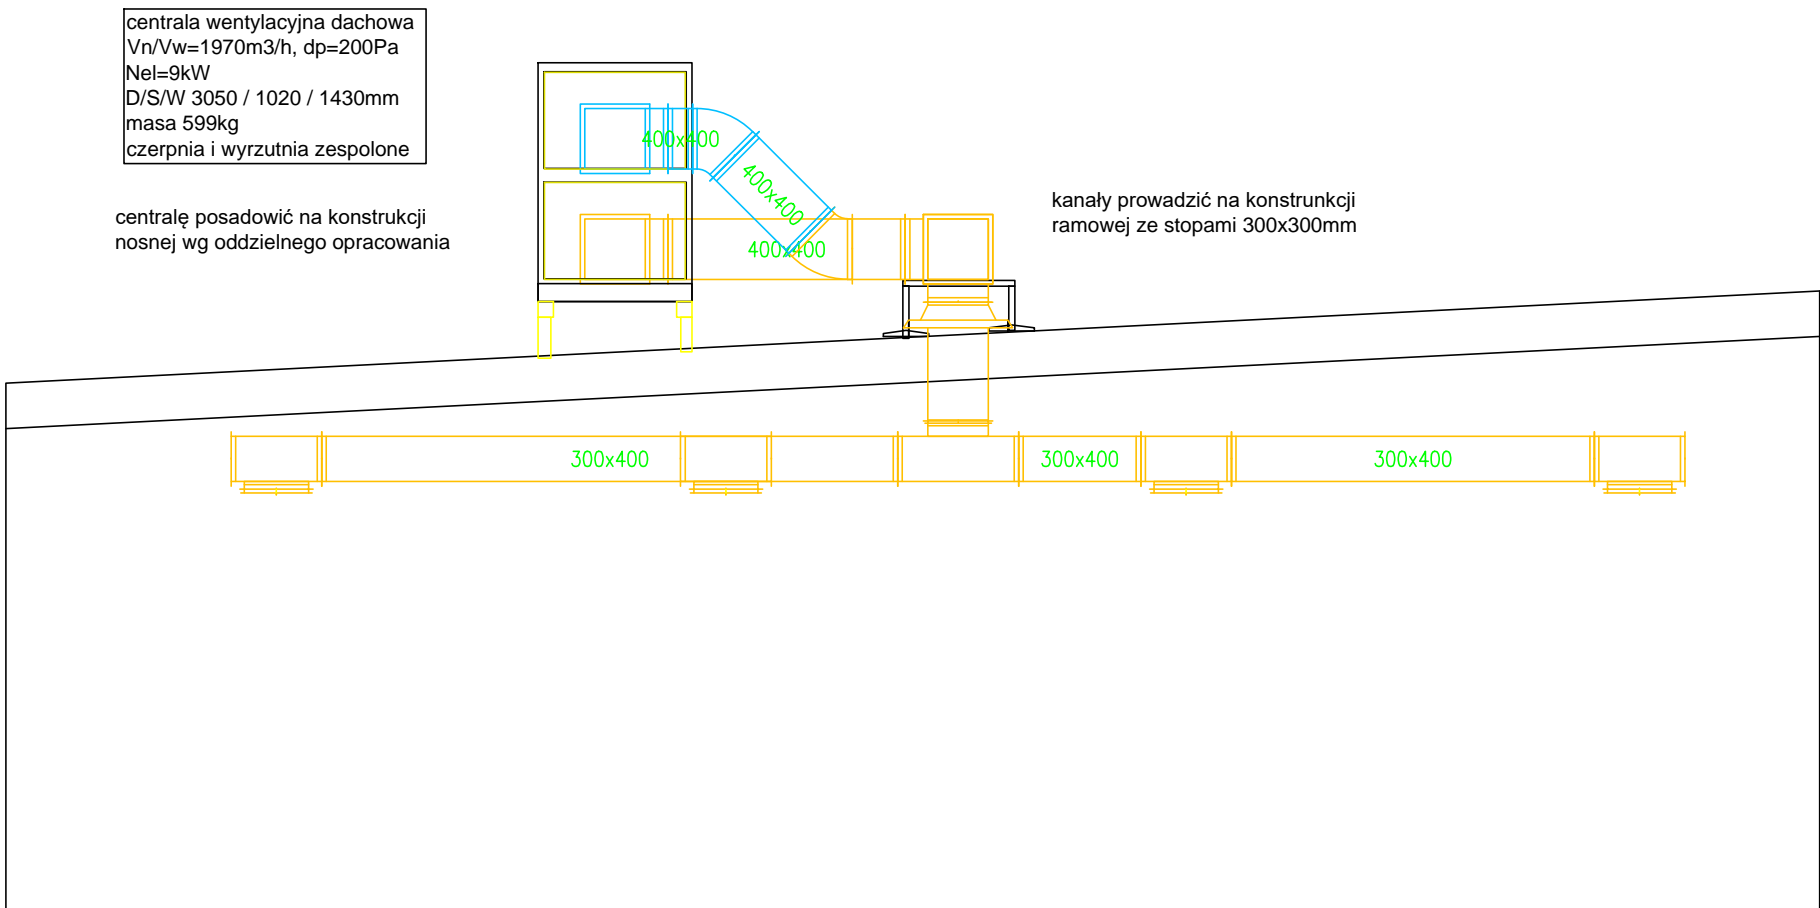 centrala wentylacyjna dachowa
Vn/Vw=1970m3/h, dp=200Pa
Nel=9kW
D/S/W 3050 / 1020 / 1430mm
masa 599kg
czerpnia i wyrzutnia zespolone
centralę posadowić na konstrukcji
nosnej wg oddzielnego opracowania
400x400
400x400
400x400
kanały prowadzić na konstrunkcji
ramowej ze stopami 300x300mm
300x400
300x400
300x400